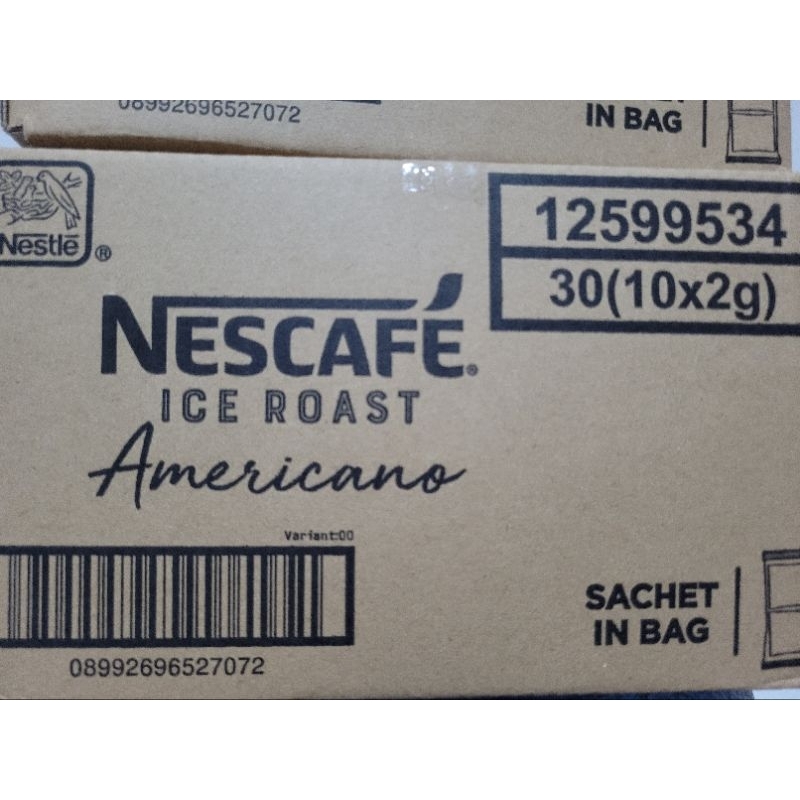 08992696527072
IN BAG
Nestlé
®
12599534
30(10x2g)
NESCAFÉ®
ICE ROAST
Americano
Variant:00
08992696527072
SACHET
IN BAG